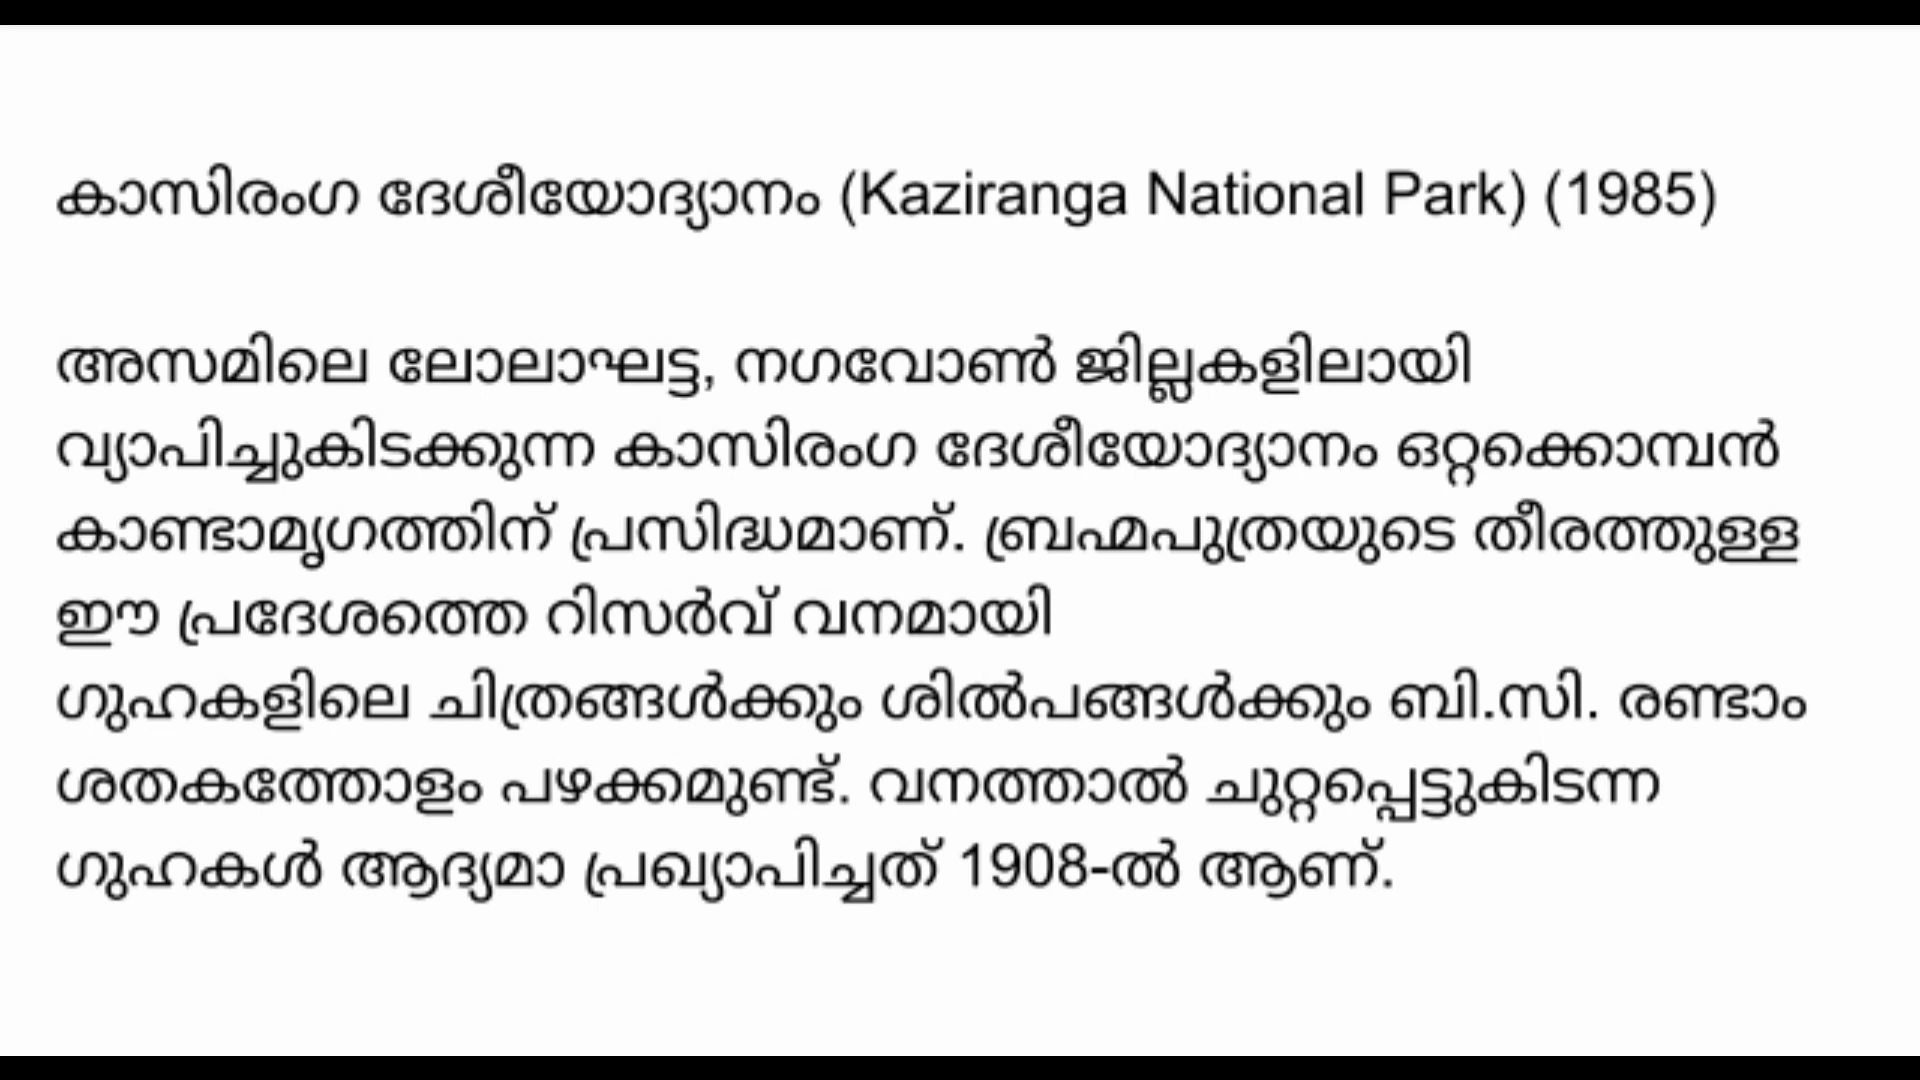 കാസിരംഗ ദേശീയോദ്യാനം (Kaziranga National Park) (1985)
അസമിലെ ലോലാഘട്ട, നഗവോൺ ജില്ലകളിലായി
വ്യാപിച്ചുകിടക്കുന്ന കാസിരംഗ ദേശീയോദ്യാനം ഒറ്റക്കൊമ്പൻ
കാണ്ടാമൃഗത്തിന് പ്രസിദ്ധമാണ്. ബ്രഹ്മപുത്രയുടെ തീരത്തുള്ള
ഈ പ്രദേശത്തെ റിസർവ് വനമായി
ഗുഹകളിലെ ചിത്രങ്ങൾക്കും ശിൽപങ്ങൾക്കും ബി.സി. രണ്ടാം
ശതകത്തോളം പഴക്കമുണ്ട്. വനത്താൽ ചുറ്റപ്പെട്ടുകിടന്ന
ഗുഹകൾ ആദ്യമാ പ്രഖ്യാപിച്ചത് 1908-ൽ ആണ്.